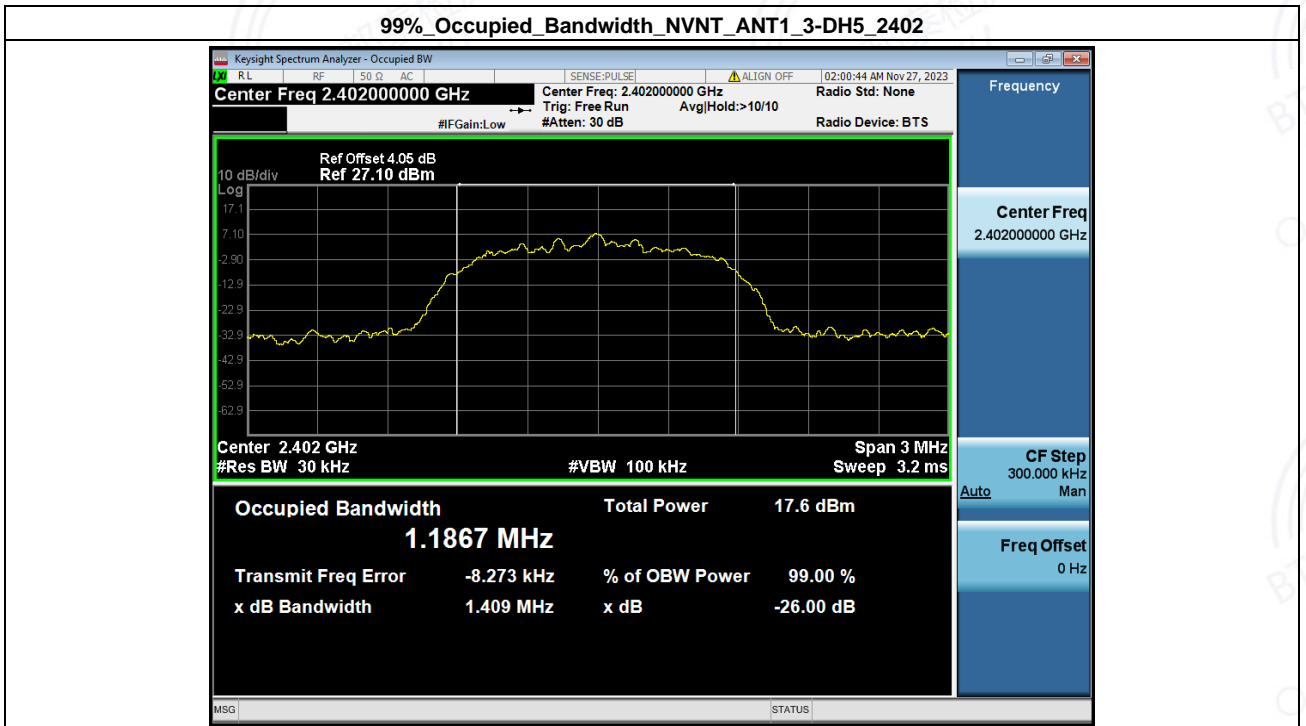 99%_Occupied_Bandwidth_NVNT_ANT1_3-DH5_2402
Keysight Spectrum Analyzer - Occupied BW
LXI RL RF 50 Ω AC SENSE:PULSE ALIGN OFF 02:00:44 AM Nov 27, 2023
Center Freq 2.402000000 GHz
Center Freq: 2.402000000 GHz Radio Std: None
Trig: Free Run Avg|Hold:>10/10
#IFGain:Low #Atten: 30 dB Radio Device: BTS
Ref Offset 4.05 dB
10 dB/div Ref 27.10 dBm
Log
17.1
7.10
-2.90
-12.9
-22.9
-32.9
-42.9
-52.9
-62.9
Center 2.402 GHz Span 3 MHz
#Res BW 30 kHz #VBW 100 kHz Sweep 3.2 ms
Occupied Bandwidth Total Power 17.6 dBm
1.1867 MHz
Transmit Freq Error -8.273 kHz % of OBW Power 99.00 %
x dB Bandwidth 1.409 MHz x dB -26.00 dB
Frequency
Center Freq
2.402000000 GHz
CF Step
300.000 kHz
Auto Man
Freq Offset
0 Hz
MSG STATUS